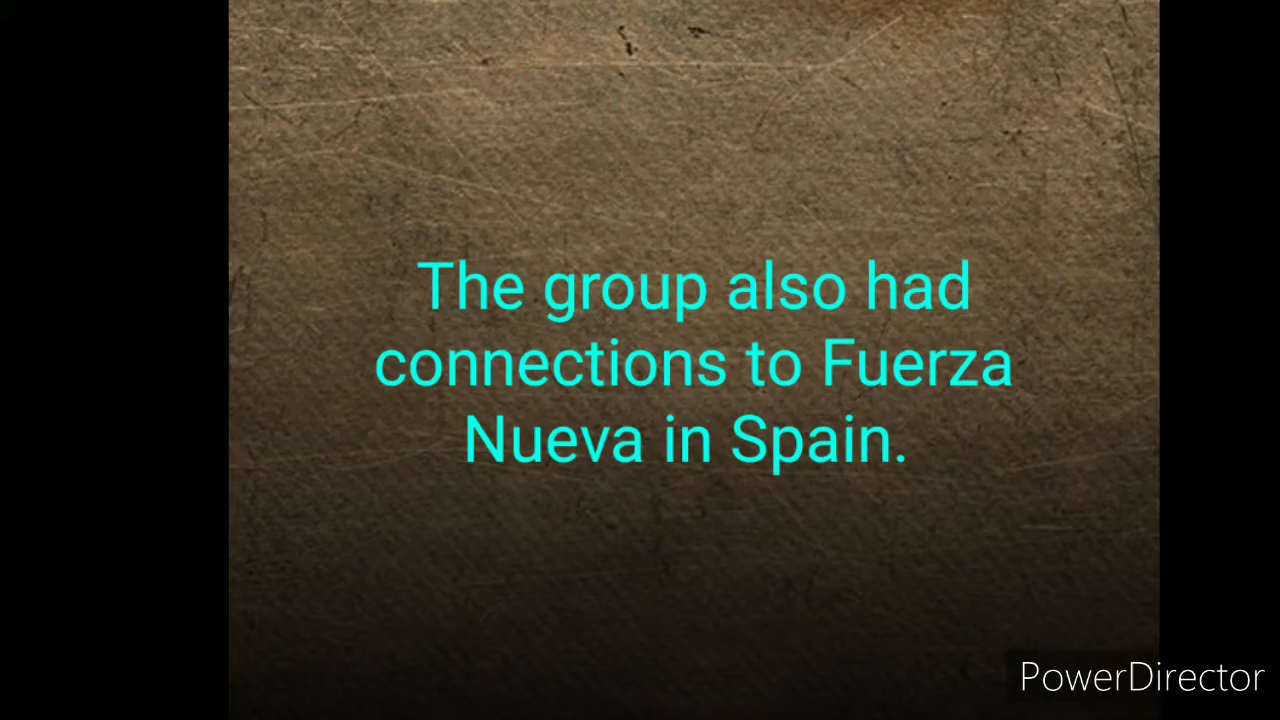 The group also had
connections to Fuerza
Nueva in Spain.
PowerDirector